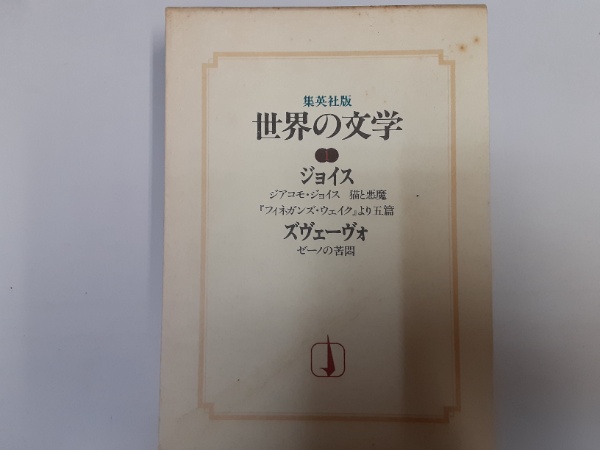 集英社版
世界の文学
1
ジョイス
ジアコモ・ジョイス 猫と悪魔
『フィネガンズ・ウェイク』より五篇
ズヴェーヴォ
ゼーノの苦悶